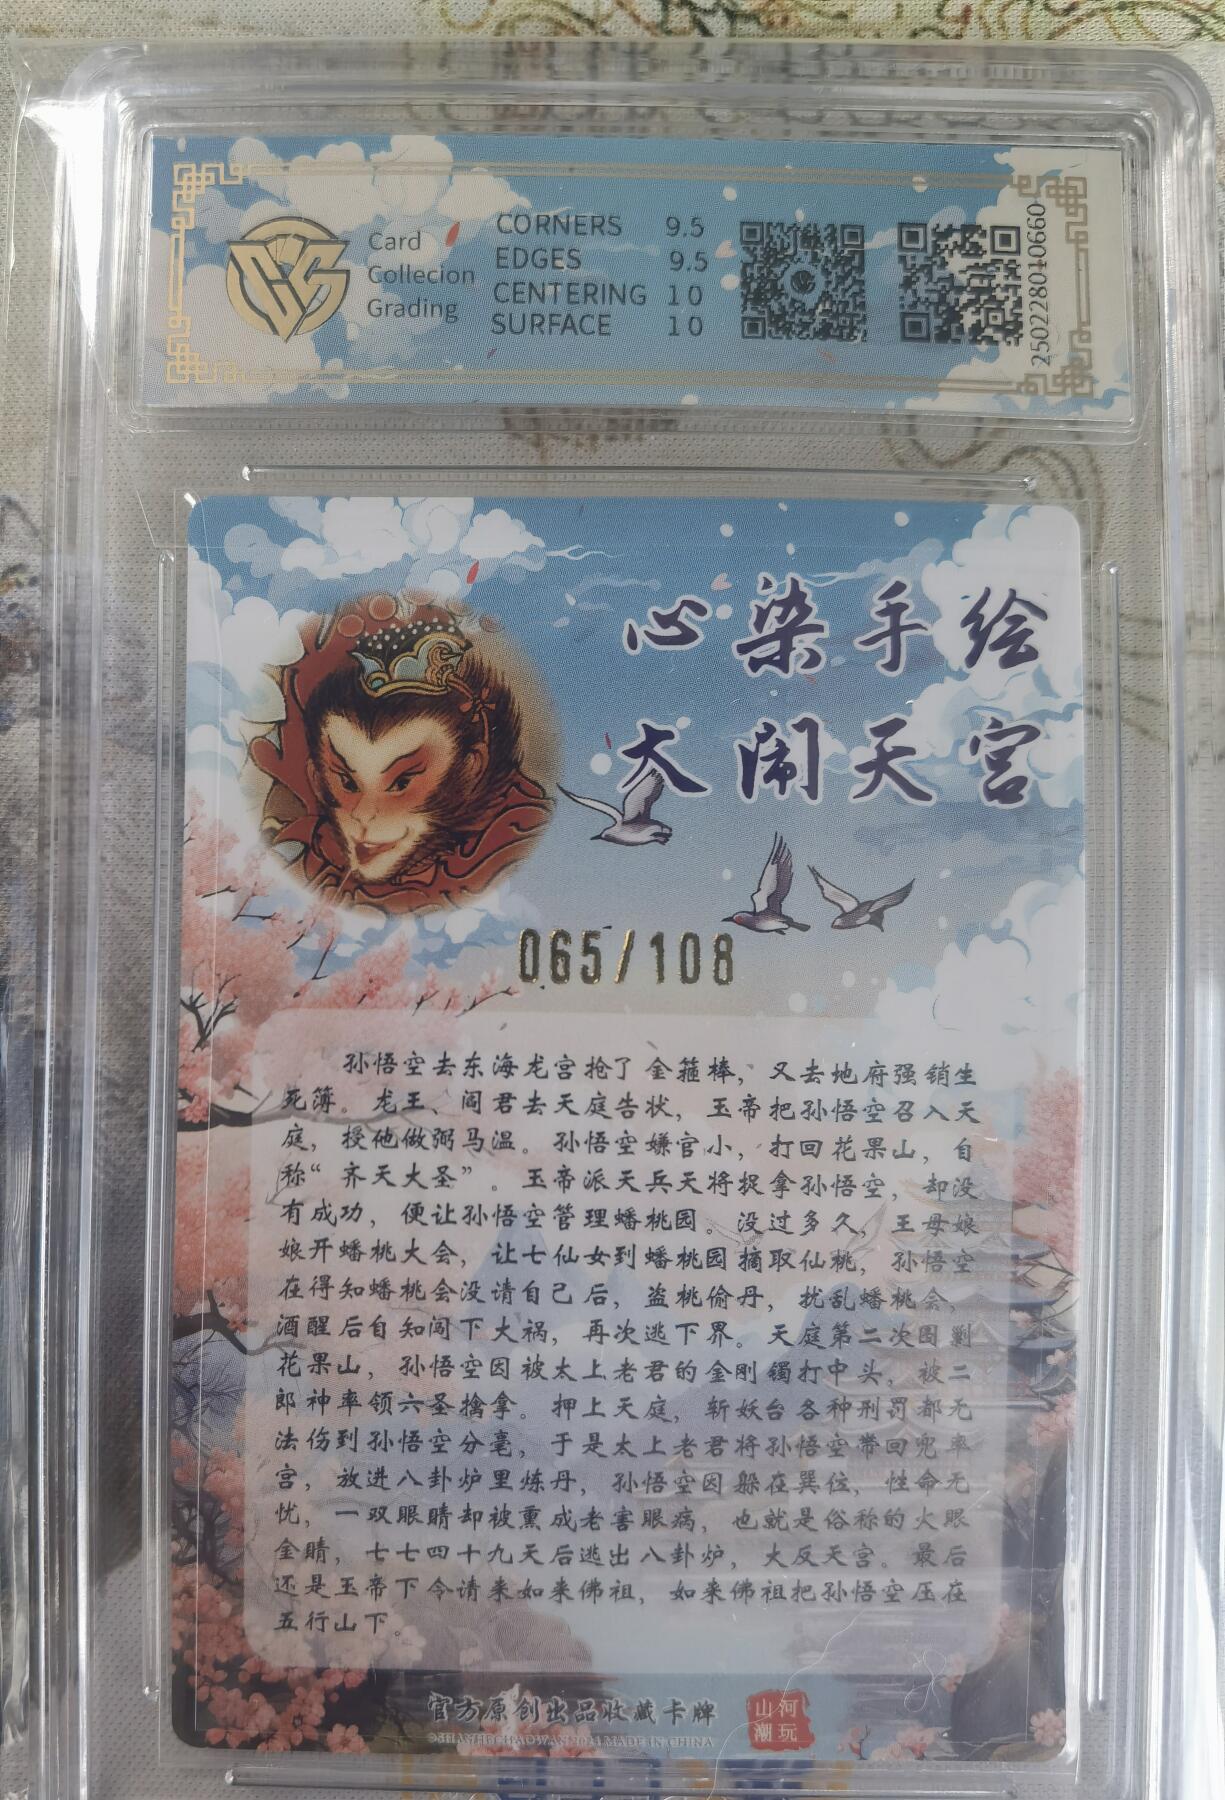 Card
Collecion
Grading
CORNERS 9.5
EDGES 9.5
CENTERING 10
SURFACE 10
250228010660
心染手绘
大闹天宫
065/108
孙悟空去东海龙宫抢了金箍棒，又去地府强销生
死簿。龙王、阎君去天庭告状，玉帝把孙悟空召入天
庭，授他做弼马温。孙悟空嫌官小，打回花果山，自
称“齐天大圣”。玉帝派天兵天将捉拿孙悟空，却没
有成功，便让孙悟空管理蟠桃园。没过多久，王母娘
娘开蟠桃大会，让七仙女到蟠桃园摘取仙桃，孙悟空
在得知蟠桃会没请自己后，盗桃偷丹，扰乱蟠桃会，
酒醒后自知闯下大祸，再次逃下界。天庭第二次围剿
花果山，孙悟空因被太上老君的金刚镯打中头，被二
郎神率领六圣擒拿。押上天庭，斩妖台各种刑罚都无
法伤到孙悟空分毫，于是太上老君将孙悟空带回兜率
宫，放进八卦炉里炼丹，孙悟空因躲在巽位，性命无
忧，一双眼睛却被熏成老害眼病，也就是俗称的火眼
金睛，七七四十九天后逃出八卦炉，大反天宫。最后
还是玉帝下令请来如来佛祖，如来佛祖把孙悟空压在
五行山下。
官方原创出品收藏卡牌
山河
潮玩
©SHANHECHAOWAN 2024 MADE IN CHINA